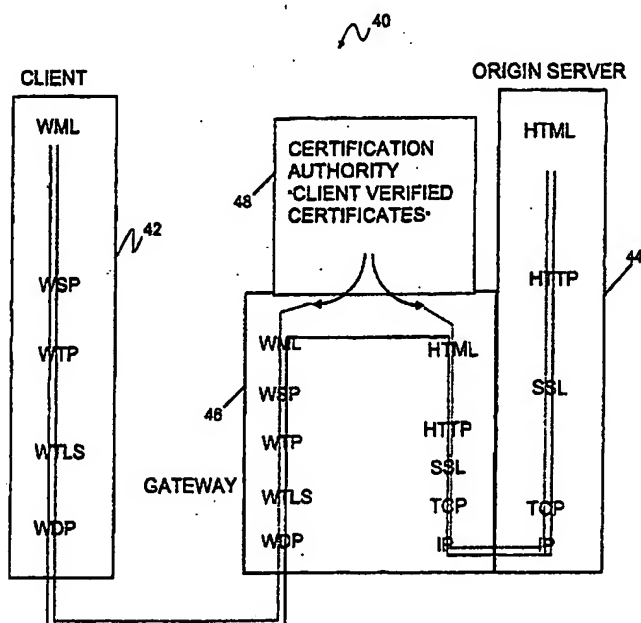 40
CLIENT
ORIGIN SERVER
WML
WSP
WTP
WTLS
WDP
42
48
CERTIFICATION
AUTHORITY
"CLIENT VERIFIED
CERTIFICATES"
46
GATEWAY
WML
WSP
WTP
WTLS
WDP
HTML
HTTP
SSL
TCP
IP
HTML
HTTP
SSL
TCP
IP
44